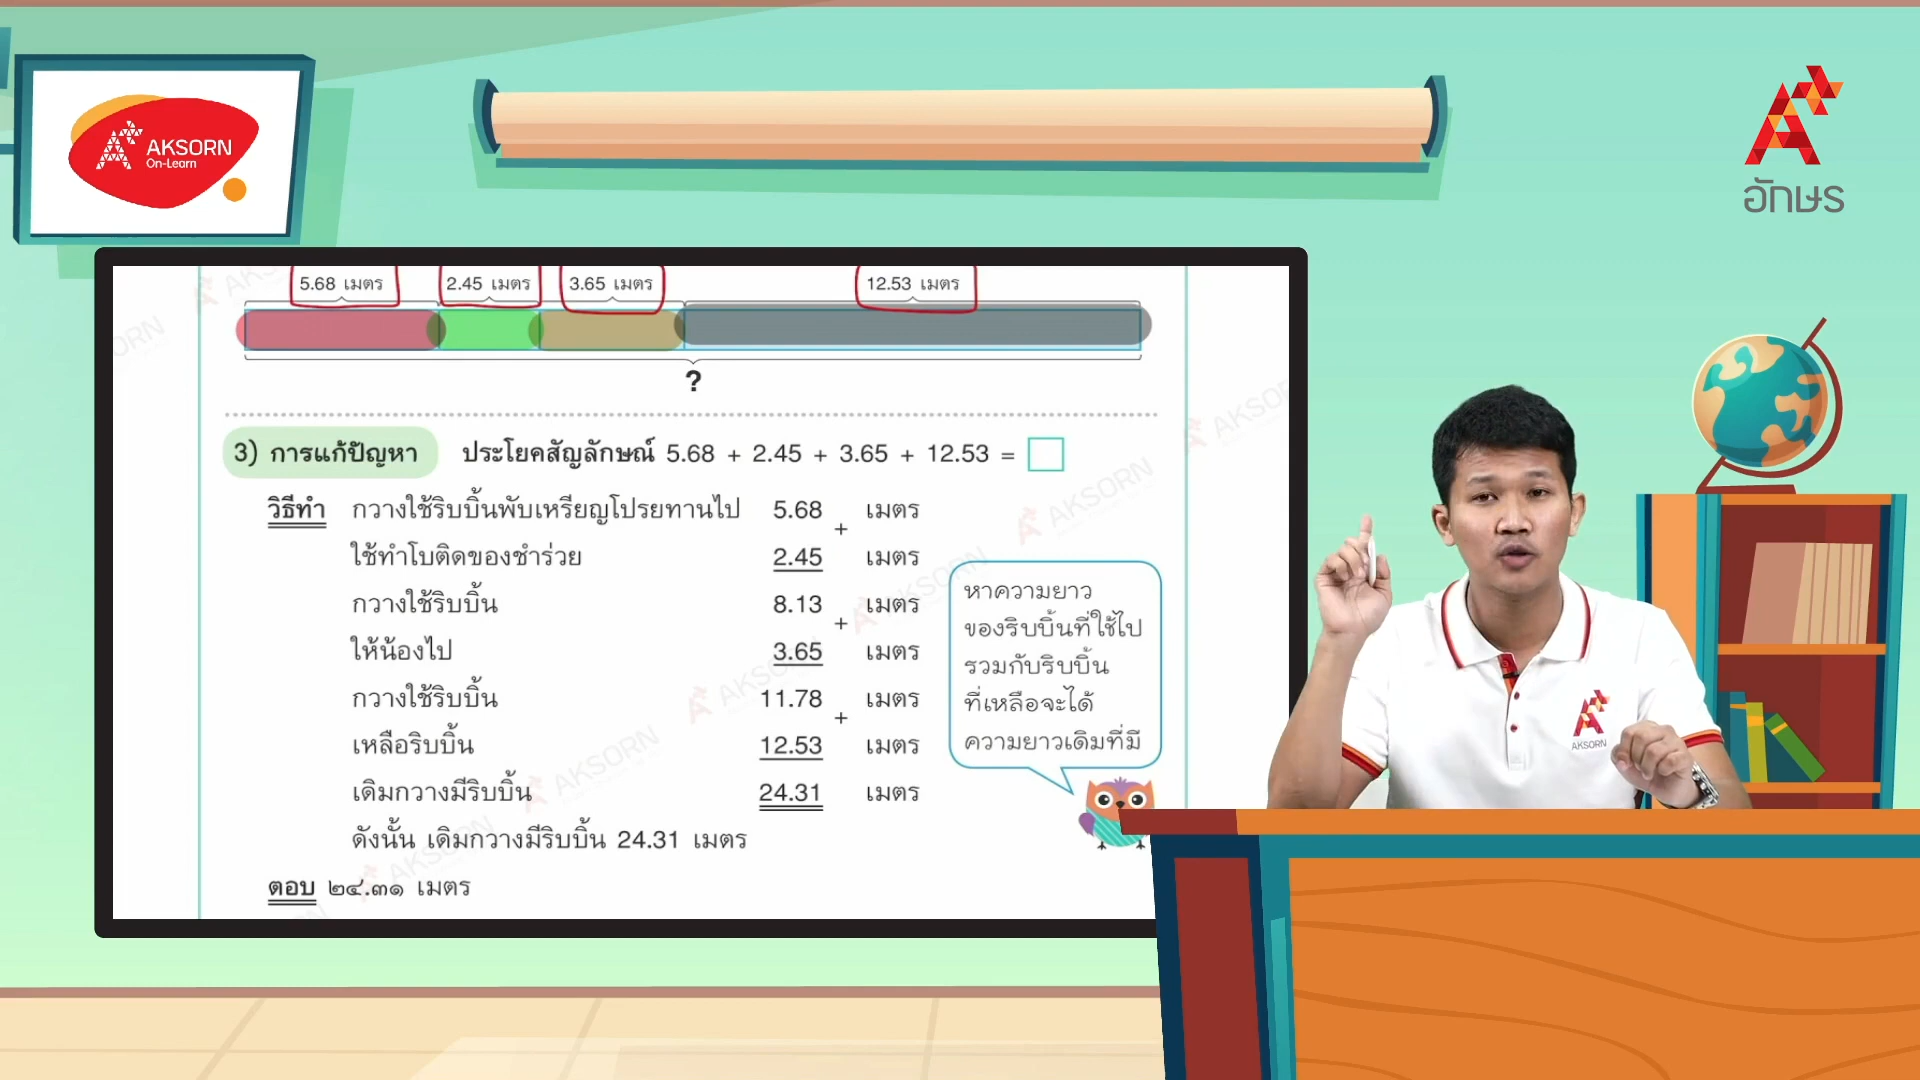 AKSORN
On-Learn
อักษร
5.68 เมตร 2.45 เมตร 3.65 เมตร 12.53 เมตร
?
3) การแก้ปัญหา ประโยคสัญลักษณ์ 5.68 + 2.45 + 3.65 + 12.53 =
วิธีทำ กวางใช้ริบบิ้นพับเหรียญโปรยทานไป 5.68 เมตร
+
ใช้ทำโบติดของชำร่วย 2.45 เมตร
กวางใช้ริบบิ้น 8.13 เมตร
+
ให้น้องไป 3.65 เมตร
กวางใช้ริบบิ้น 11.78 เมตร
+
เหลือริบบิ้น 12.53 เมตร
เดิมกวางมีริบบิ้น 24.31 เมตร
ดังนั้น เดิมกวางมีริบบิ้น 24.31 เมตร
ตอบ ๒๔.๓๑ เมตร
หาความยาว
ของริบบิ้นที่ใช้ไป
รวมกับริบบิ้น
ที่เหลือจะได้
ความยาวเดิมที่มี
AKSORN
AKSORN
AKSORN
AKSORN
AKSORN
AKSORN